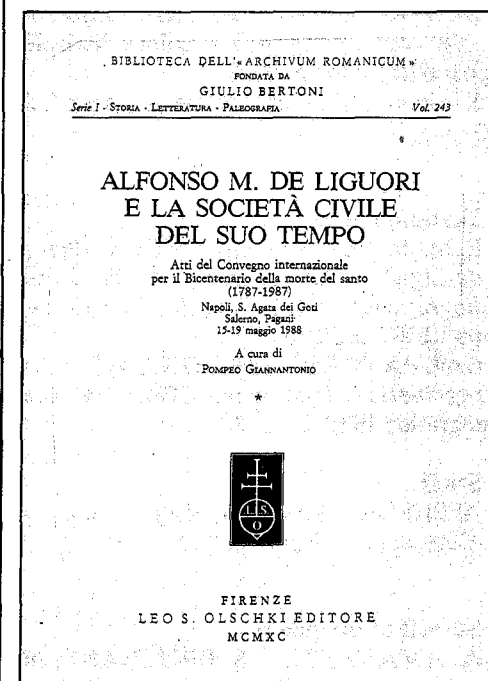 BIBLIOTECA DELL'« ARCHIVUM ROMANICUM »
FONDATA DA
GIULIO BERTONI
Serie I - STORIA - LETTERATURA - PALEOGRAFIA Vol. 243
ALFONSO M. DE LIGUORI
E LA SOCIETÀ CIVILE
DEL SUO TEMPO
Atti del Convegno internazionale
per il Bicentenario della morte del santo
(1787-1987)
Napoli, S. Agata dei Goti
Salerno, Pagani
15-19 maggio 1988
A cura di
POMPEO GIANNANTONIO
*
L. S.
O
FIRENZE
LEO S. OLSCHKI EDITORE
MCMXC